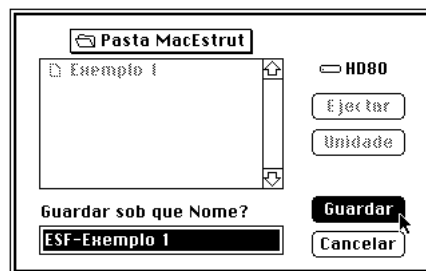 Pasta MacEstrut
Exemplo 1
HD80
Ejectar
Unidade
Guardar sob que Nome?
Guardar
ESF-Exemplo 1
Cancelar